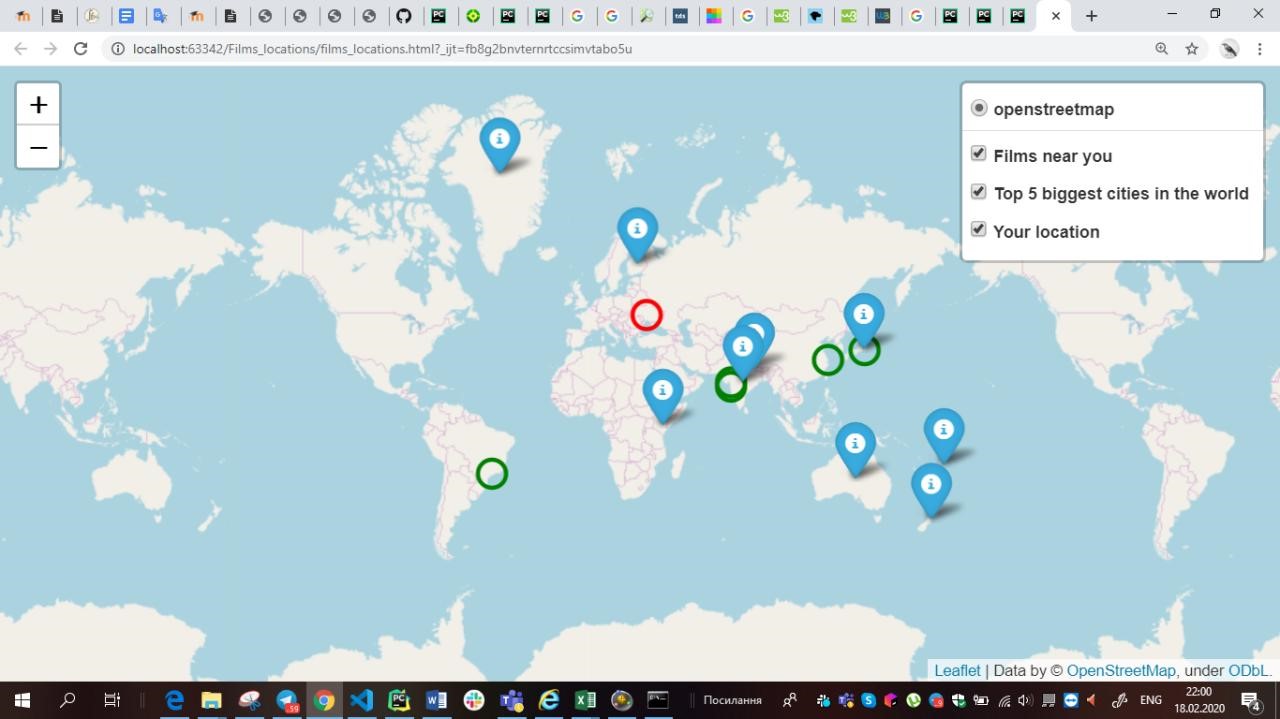 localhost:63342/Films_locations/films_locations.html?_ijt=fb8g2bnvternrtccsimvtabo5u
+
−
openstreetmap
Films near you
Top 5 biggest cities in the world
Your location
Leaflet | Data by © OpenStreetMap, under ODbL.
Посилання
ENG
22:00
18.02.2020